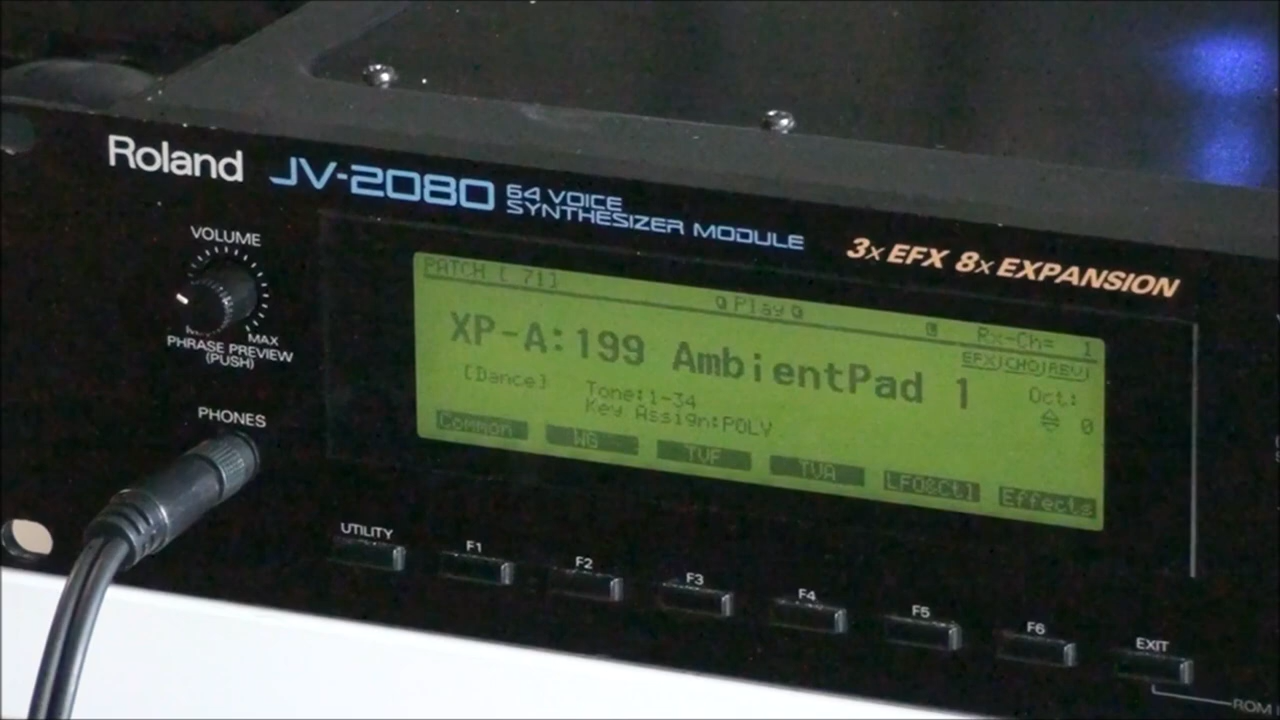 Roland JV-2080 64 VOICE
SYNTHESIZER MODULE
3x EFX 8x EXPANSION
VOLUME
MAX
PHRASE PREVIEW
(PUSH)
PHONES
PATCH [ 71]
Play
Rx-Ch= 1
XP-A:199 AmbientPad 1
EFX|CHO|REV|
[Dance]
Tone:1-34
Key Assign:POLY
Oct:
0
Common WG TVF TVA LFO&Ctl Effects
UTILITY F1 F2 F3 F4 F5 F6 EXIT
ROM